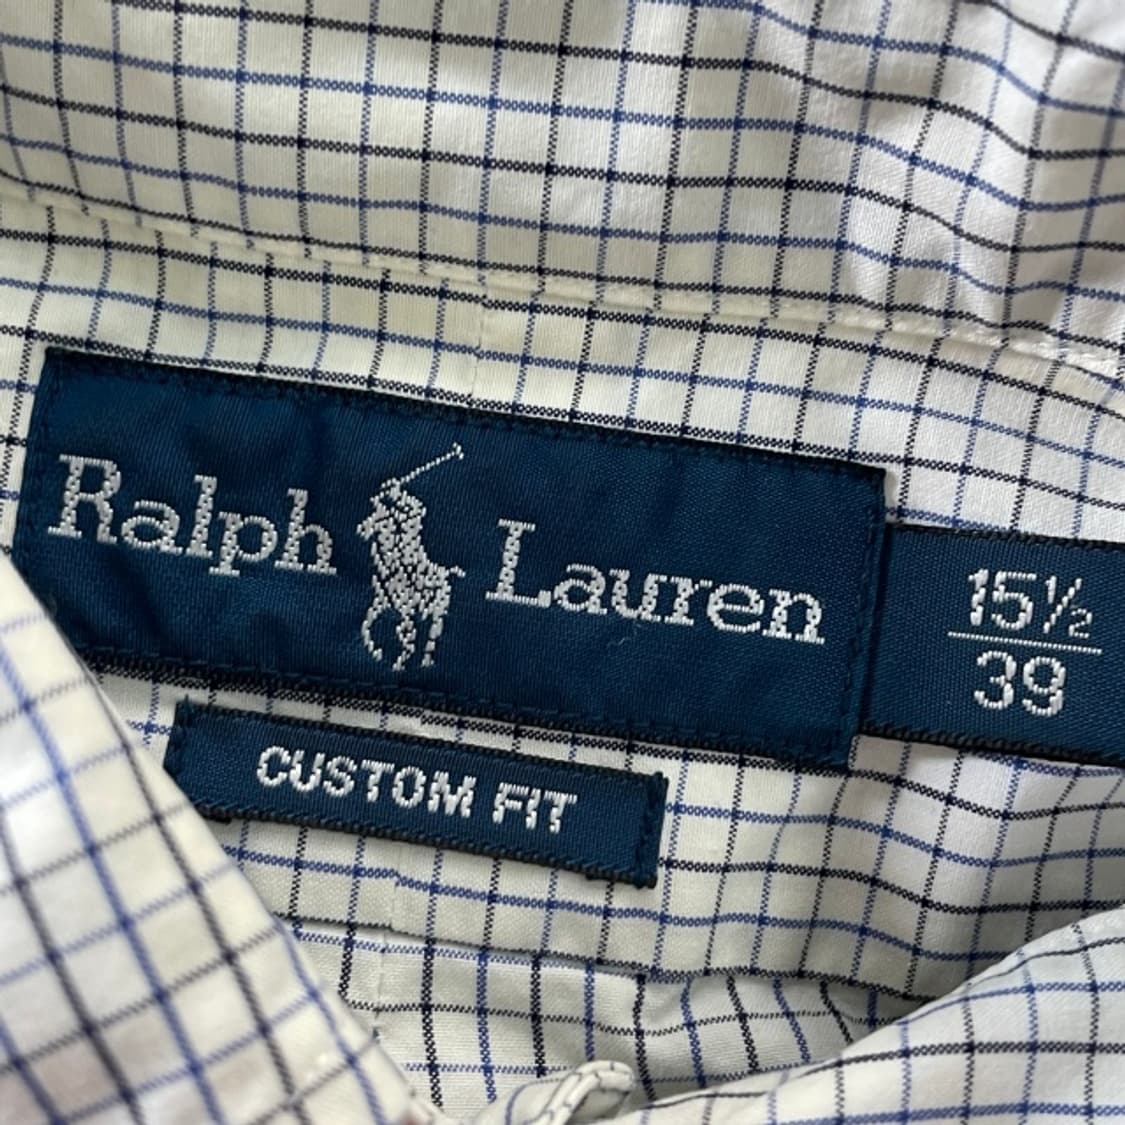 Ralph Lauren
15½
39
CUSTOM FIT